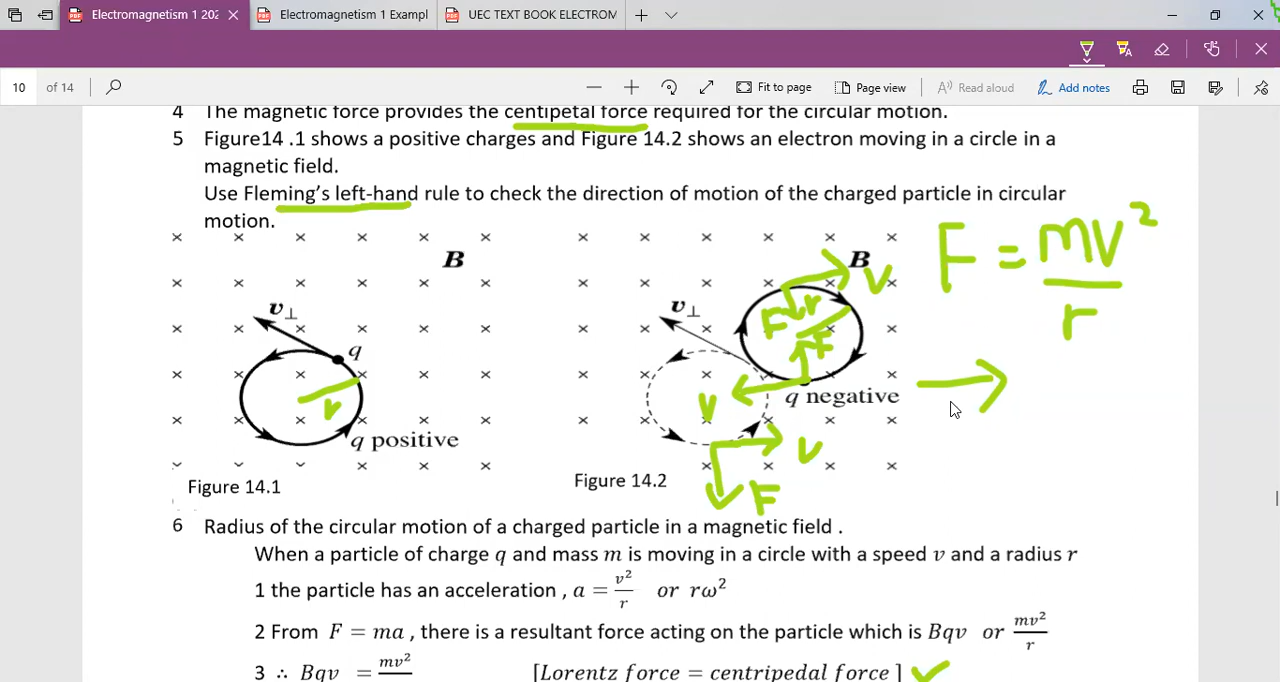 Electromagnetism 1 202
Electromagnetism 1 Exampl
UEC TEXT BOOK ELECTROM
10 of 14
Fit to page
Page view
Read aloud
Add notes
4 The magnetic force provides the centipetal force required for the circular motion.
5 Figure14 .1 shows a positive charges and Figure 14.2 shows an electron moving in a circle in a
magnetic field.
Use Fleming's left-hand rule to check the direction of motion of the charged particle in circular
motion.
B
v⊥
q
r
q positive
Figure 14.1
B
V
v⊥
F
r
F
V
q negative
V
F
Figure 14.2
F = mv²/r
6 Radius of the circular motion of a charged particle in a magnetic field .
When a particle of charge q and mass m is moving in a circle with a speed v and a radius r
1 the particle has an acceleration , a = v²/r or rω²
2 From F = ma , there is a resultant force acting on the particle which is Bqv or mv²/r
3 ∴ Bqv = mv² [Lorentz force = centripedal force ]